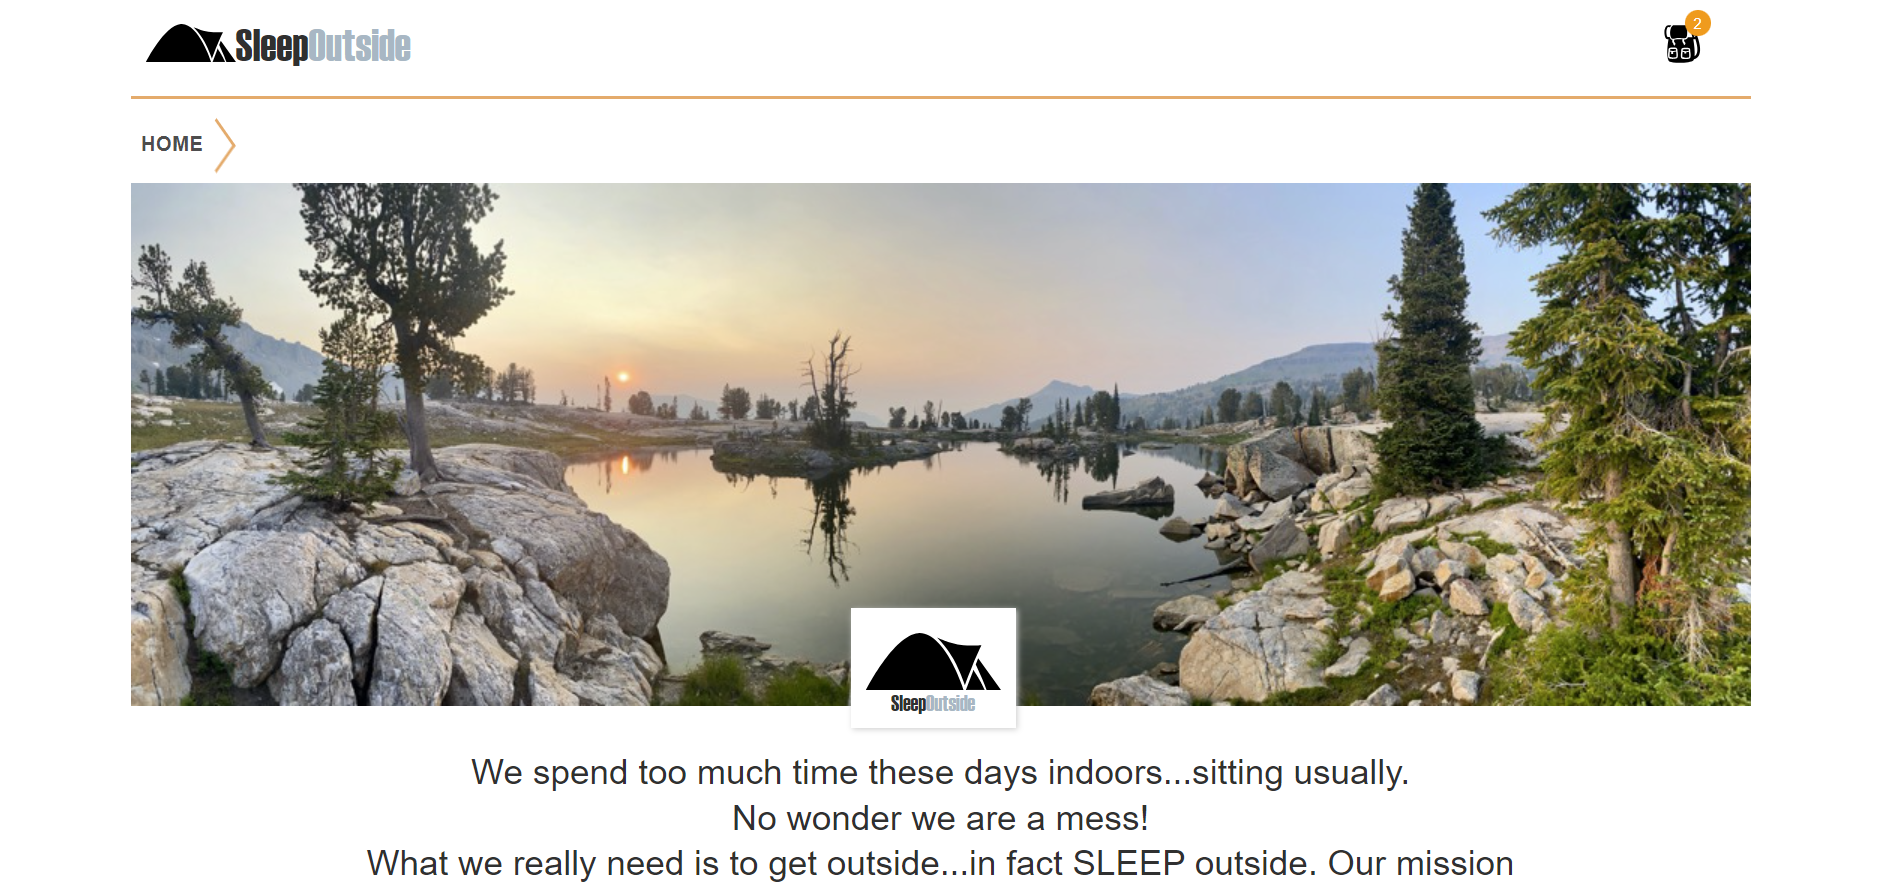 SleepOutside
2
HOME
SleepOutside
We spend too much time these days indoors...sitting usually.
No wonder we are a mess!
What we really need is to get outside...in fact SLEEP outside. Our mission